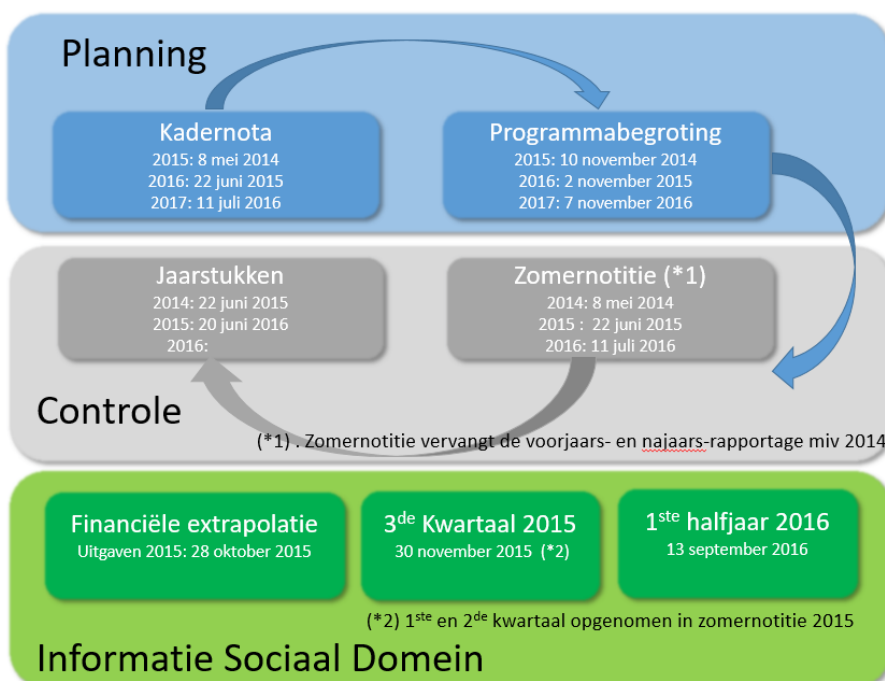 Planning
Kadernota
2015: 8 mei 2014
2016: 22 juni 2015
2017: 11 juli 2016
Programmabegroting
2015: 10 november 2014
2016: 2 november 2015
2017: 7 november 2016
Jaarstukken
2014: 22 juni 2015
2015: 20 juni 2016
2016:
Zomernotitie (*1)
2014: 8 mei 2014
2015 : 22 juni 2015
2016: 11 juli 2016
Controle
(*1) . Zomernotitie vervangt de voorjaars- en najaars-rapportage miv 2014
Financiële extrapolatie
Uitgaven 2015: 28 oktober 2015
3de Kwartaal 2015
30 november 2015 (*2)
1ste halfjaar 2016
13 september 2016
(*2) 1ste en 2de kwartaal opgenomen in zomernotitie 2015
Informatie Sociaal Domein